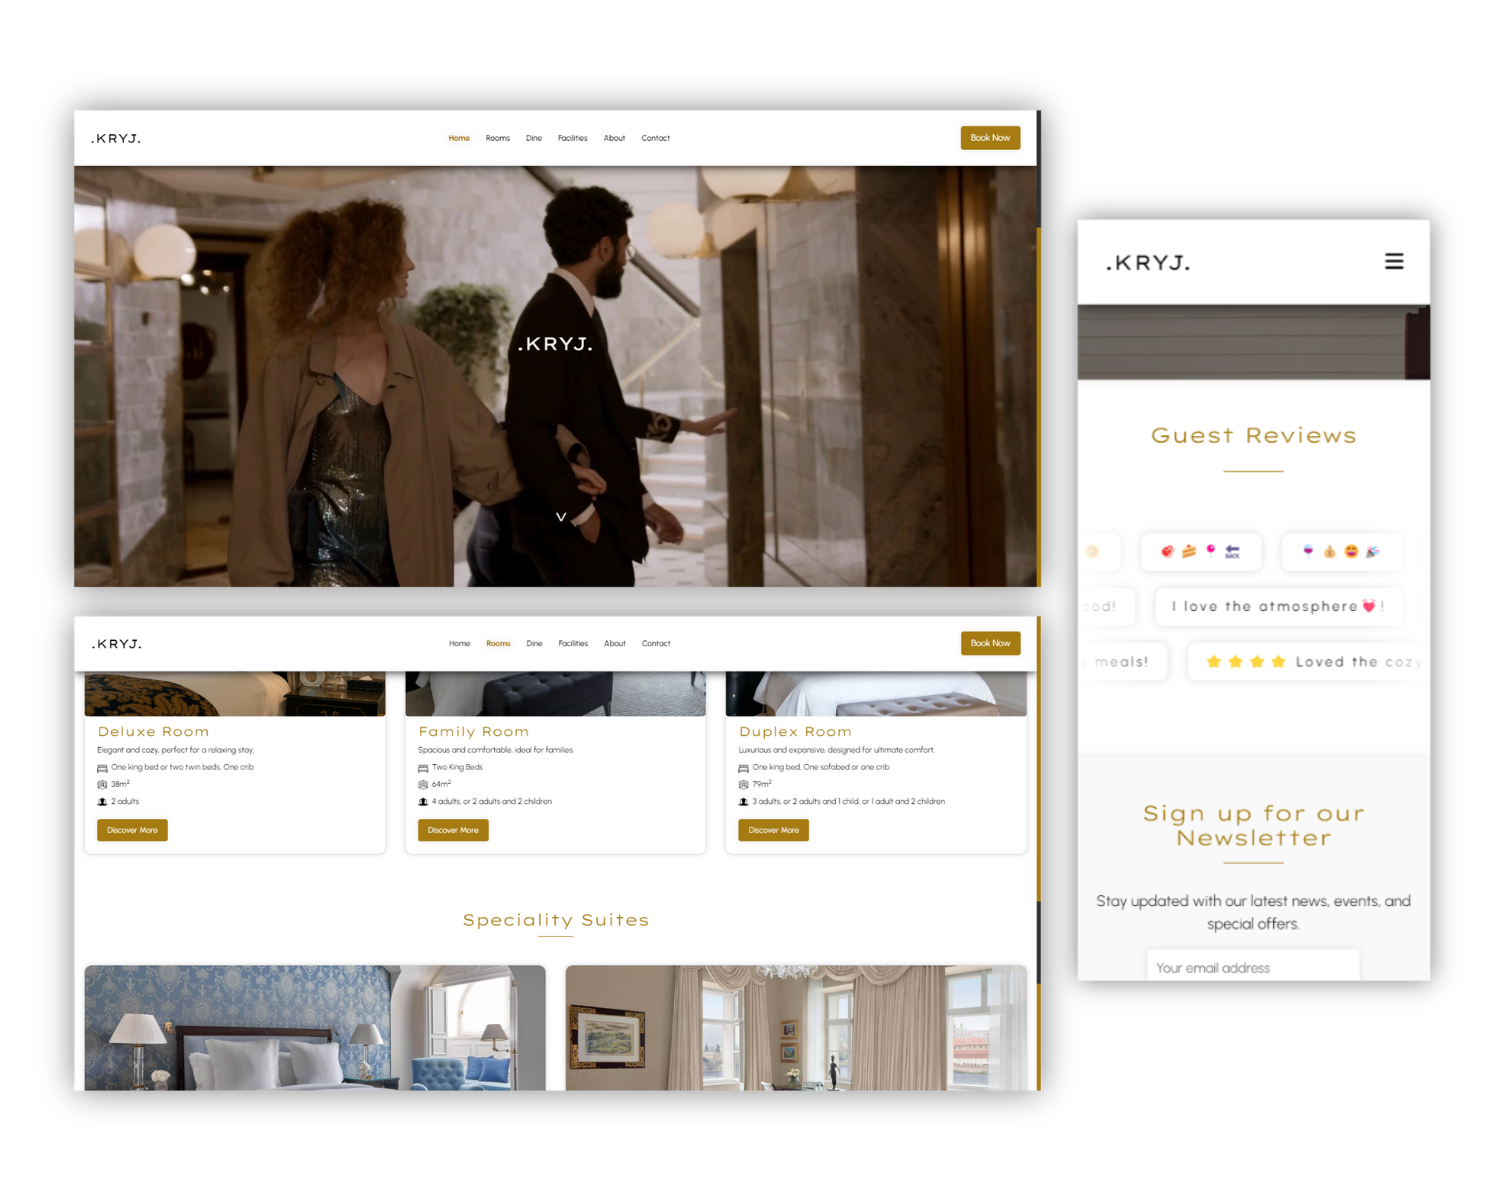 .KRYJ.
Home Rooms Dine Facilities About Contact
Book Now
.KRYJ.
.KRYJ.
Home Rooms Dine Facilities About Contact
Book Now
Deluxe Room
Elegant and cozy, perfect for a relaxing stay.
One king bed or two twin beds, One crib
38m²
2 adults
Discover More
Family Room
Spacious and comfortable, ideal for families.
Two King Beds
64m²
4 adults, or 2 adults and 2 children
Discover More
Duplex Room
Luxurious and expansive, designed for ultimate comfort
One king bed, One sofabed or one crib
79m²
3 adults, or 2 adults and 1 child, or 1 adult and 2 children
Discover More
Speciality Suites
.KRYJ.
Guest Reviews
BACK
ood!
I love the atmosphere💓!
s meals!
⭐⭐⭐⭐ Loved the cozy
Sign up for our
Newsletter
Stay updated with our latest news, events, and
special offers.
Your email address